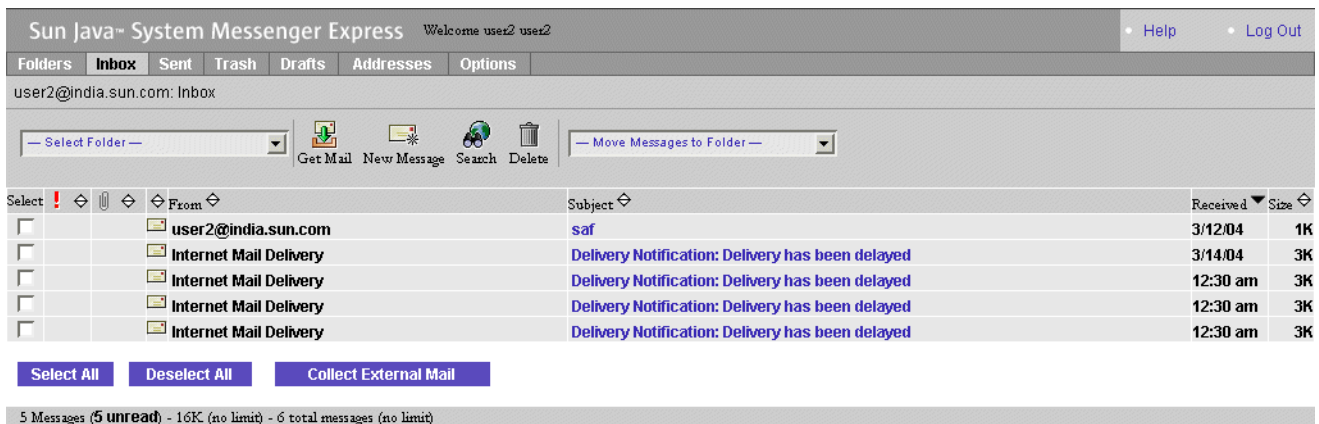 Sun Java™ System Messenger Express Welcome user2 user2 Help Log Out
Folders Inbox Sent Trash Drafts Addresses Options
user2@india.sun.com: Inbox
— Select Folder — Get Mail New Message Search Delete — Move Messages to Folder —
Select ! From Subject Received Size
user2@india.sun.com saf 3/12/04 1K
Internet Mail Delivery Delivery Notification: Delivery has been delayed 3/14/04 3K
Internet Mail Delivery Delivery Notification: Delivery has been delayed 12:30 am 3K
Internet Mail Delivery Delivery Notification: Delivery has been delayed 12:30 am 3K
Internet Mail Delivery Delivery Notification: Delivery has been delayed 12:30 am 3K
Select All Deselect All Collect External Mail
5 Messages (5 unread) - 16K (no limit) - 6 total messages (no limit)